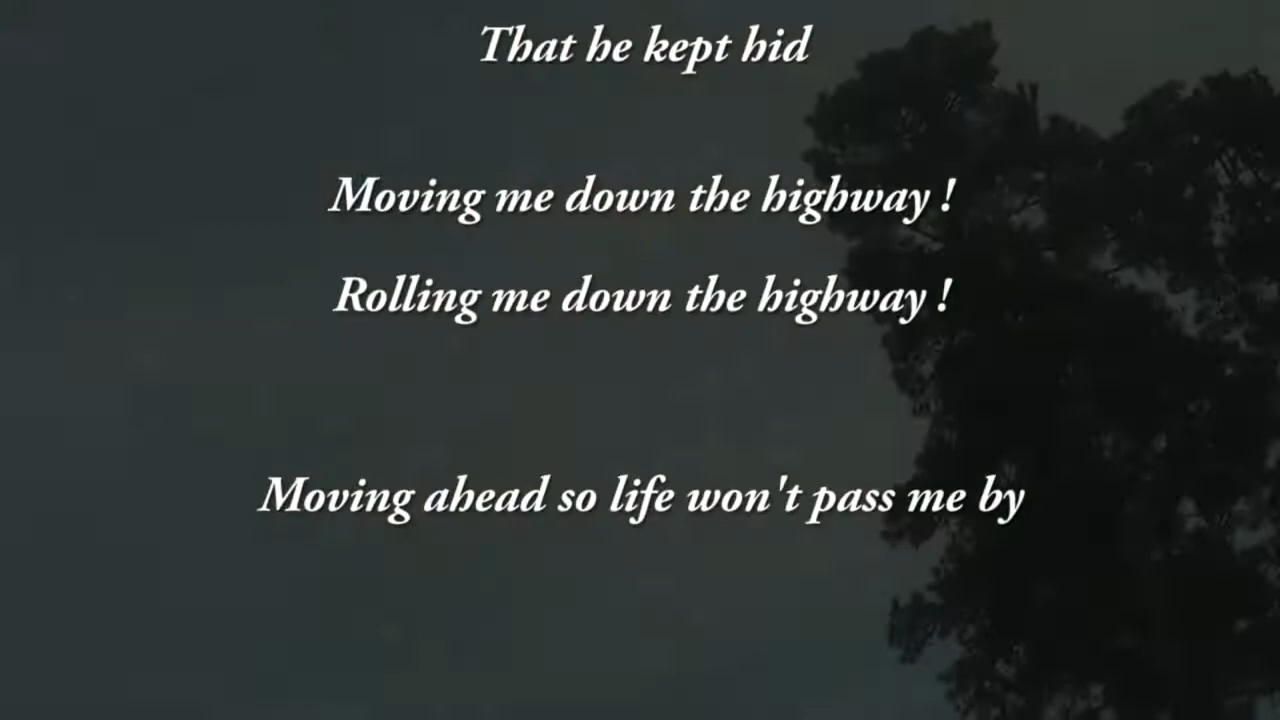 That he kept hid
Moving me down the highway !
Rolling me down the highway !
Moving ahead so life won't pass me by